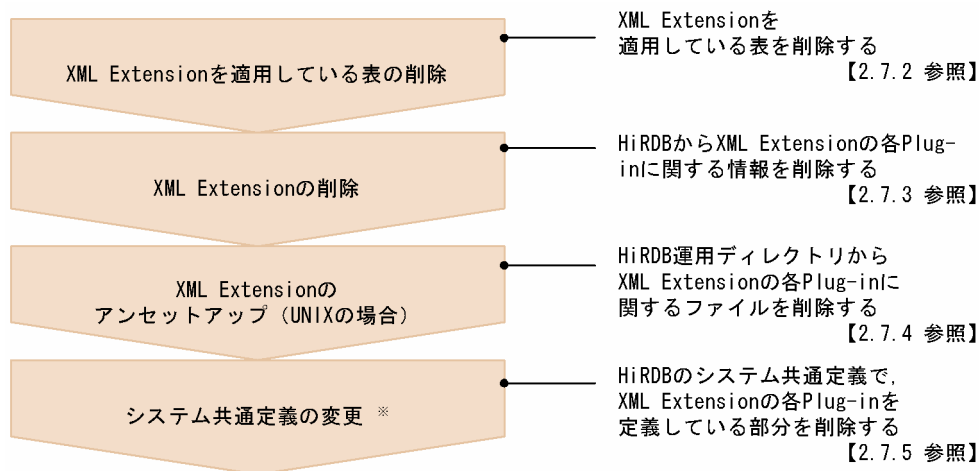 XML Extensionを適用している表の削除
XML Extensionを
適用している表を削除する
【2.7.2 参照】
XML Extensionの削除
HiRDBからXML Extensionの各Plug-
inに関する情報を削除する
【2.7.3 参照】
XML Extensionの
アンセットアップ（UNIXの場合）
HiRDB運用ディレクトリから
XML Extensionの各Plug-inに
関するファイルを削除する
【2.7.4 参照】
システム共通定義の変更 ※
HiRDBのシステム共通定義で，
XML Extensionの各Plug-inを
定義している部分を削除する
【2.7.5 参照】